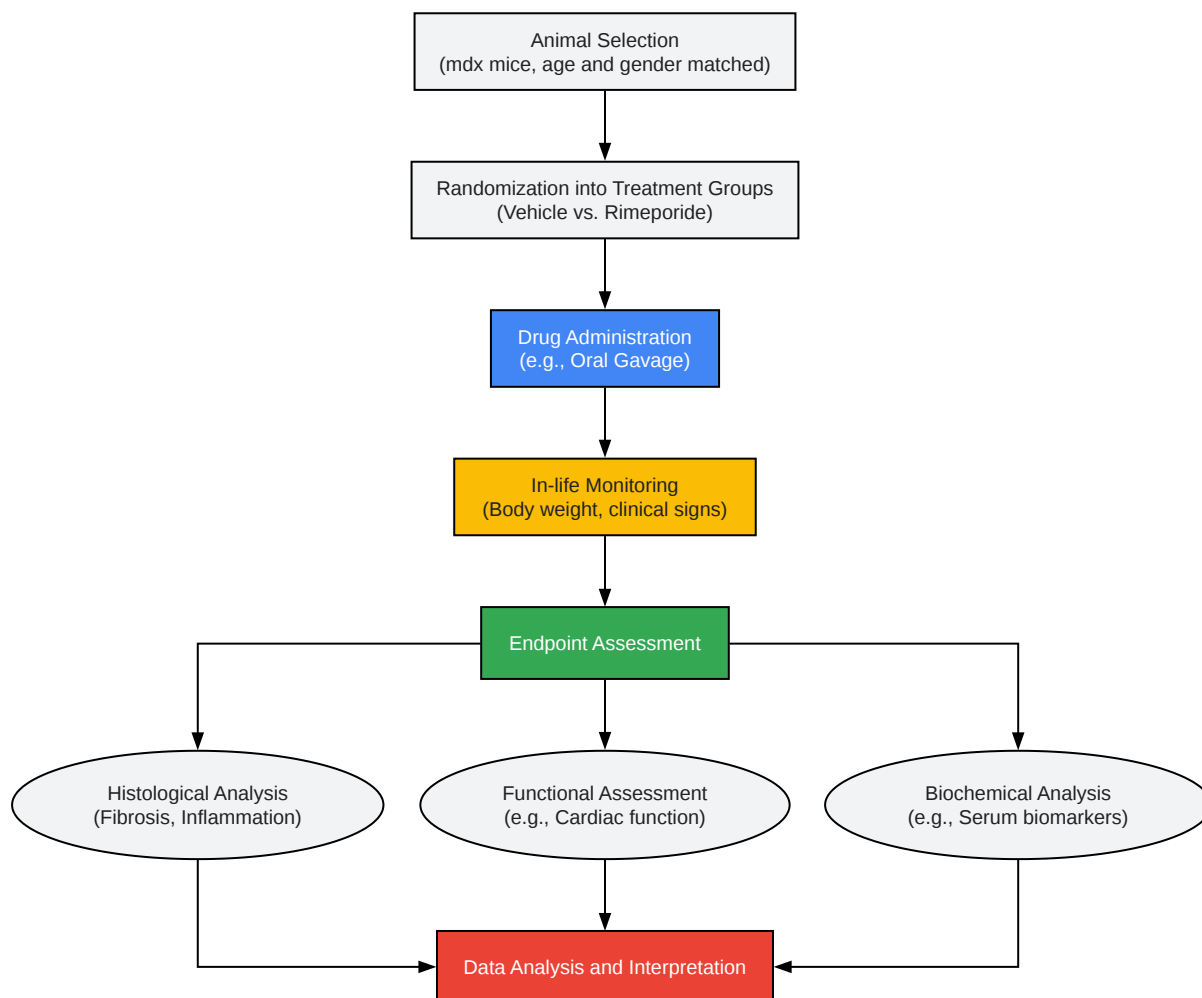 Animal Selection
(mdx mice, age and gender matched)
Randomization into Treatment Groups
(Vehicle vs. Rimeporide)
Drug Administration
(e.g., Oral Gavage)
In-life Monitoring
(Body weight, clinical signs)
Endpoint Assessment
Histological Analysis
(Fibrosis, Inflammation)
Functional Assessment
(e.g., Cardiac function)
Biochemical Analysis
(e.g., Serum biomarkers)
Data Analysis and Interpretation